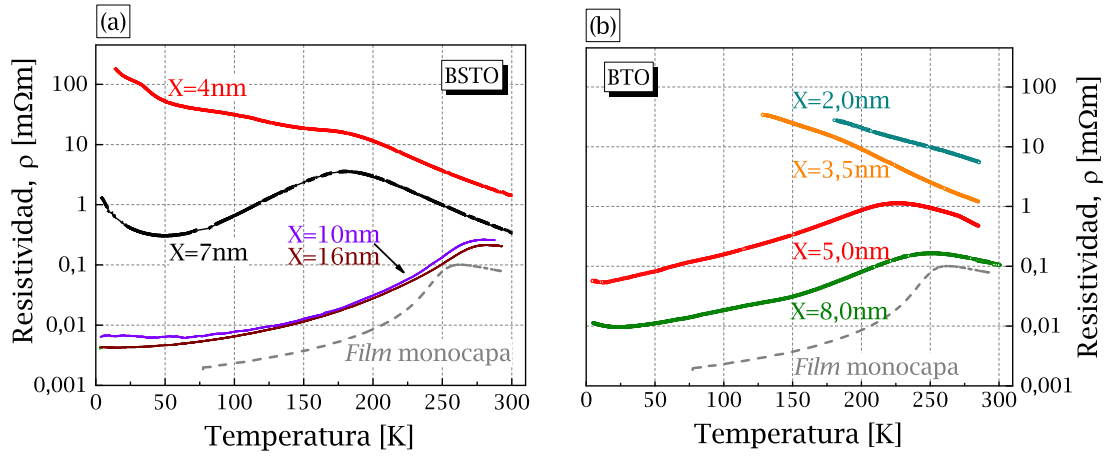 (a)
BSTO
X=4nm
X=7nm
X=10nm
X=16nm
Film monocapa
100
10
1
0,1
0,01
0,001
0 50 100 150 200 250 300
Temperatura [K]
Resistividad, ρ [mΩm]
(b)
BTO
X=2,0nm
X=3,5nm
X=5,0nm
X=8,0nm
Film monocapa
100
10
1
0,1
0,01
0,001
0 50 100 150 200 250 300
Temperatura [K]
Resistividad, ρ [mΩm]